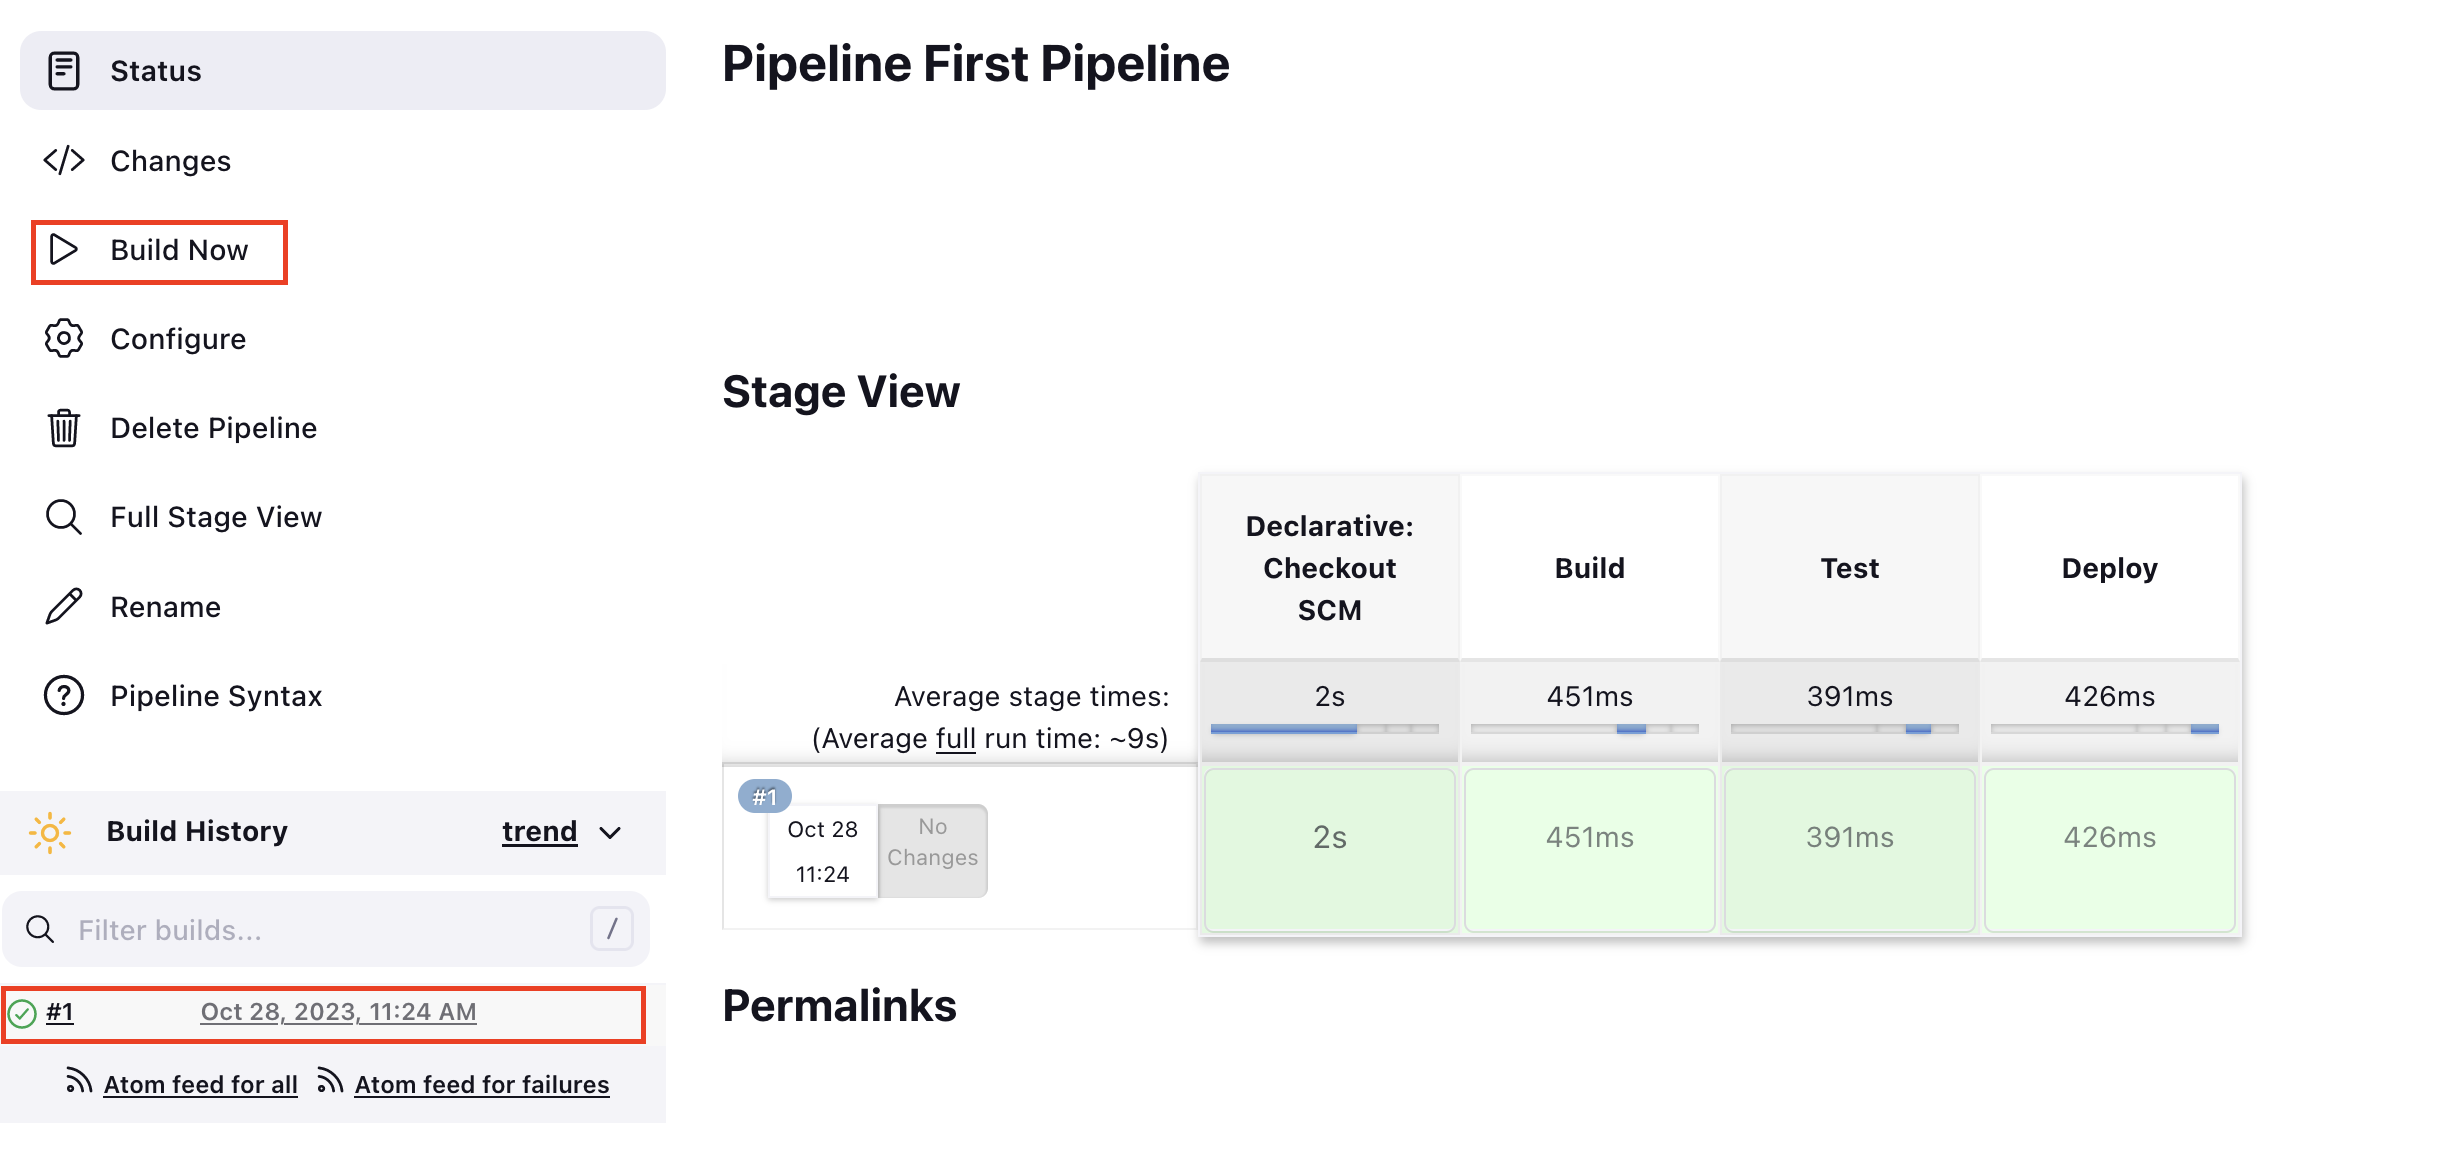 Status
Changes
Build Now
Configure
Delete Pipeline
Full Stage View
Rename
Pipeline Syntax
Build History
trend
Filter builds...
/
#1
Oct 28, 2023, 11:24 AM
Atom feed for all
Atom feed for failures
Pipeline First Pipeline
Stage View
Declarative:
Checkout
SCM
Build
Test
Deploy
Average stage times:
(Average full run time: ~9s)
2s
451ms
391ms
426ms
#1
Oct 28
11:24
No
Changes
2s
451ms
391ms
426ms
Permalinks